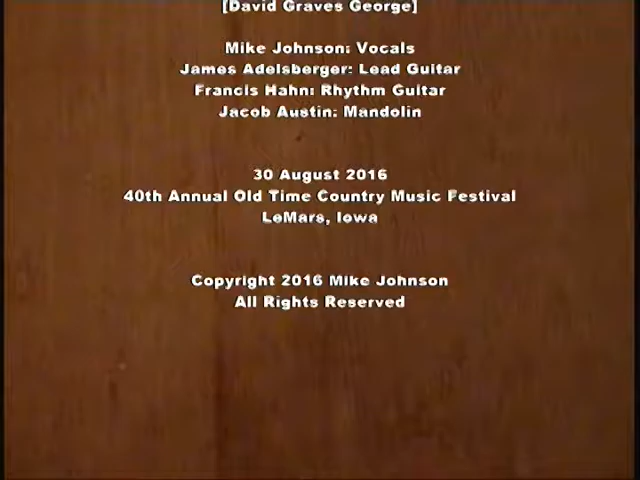 [David Graves George]
Mike Johnson: Vocals
James Adelsberger: Lead Guitar
Francis Hahn: Rhythm Guitar
Jacob Austin: Mandolin
30 August 2016
40th Annual Old Time Country Music Festival
LeMars, Iowa
Copyright 2016 Mike Johnson
All Rights Reserved